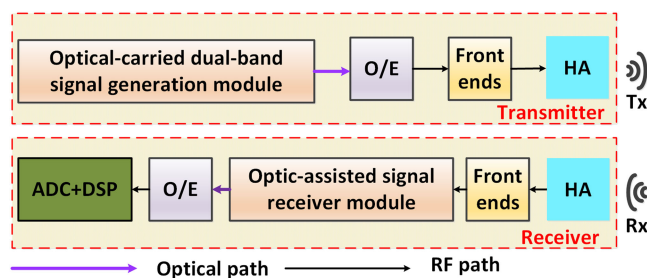 Optical-carried dual-band
signal generation module
O/E
Front
ends
HA
Transmitter
Tx
ADC+DSP
O/E
Optic-assisted signal
receiver module
Front
ends
HA
Receiver
Rx
Optical path
RF path